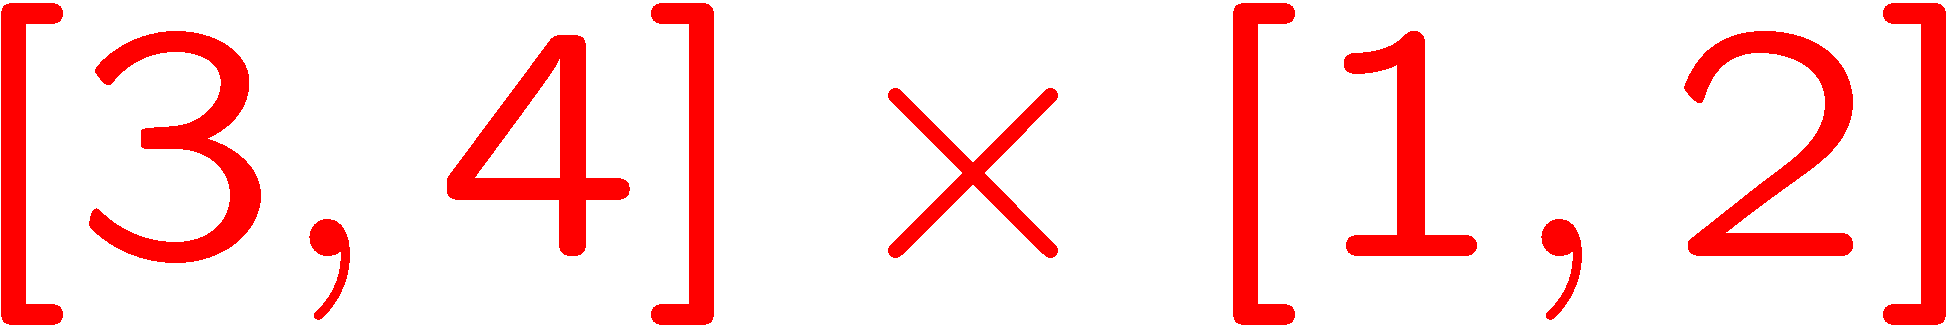 [3, 4] × [1, 2]